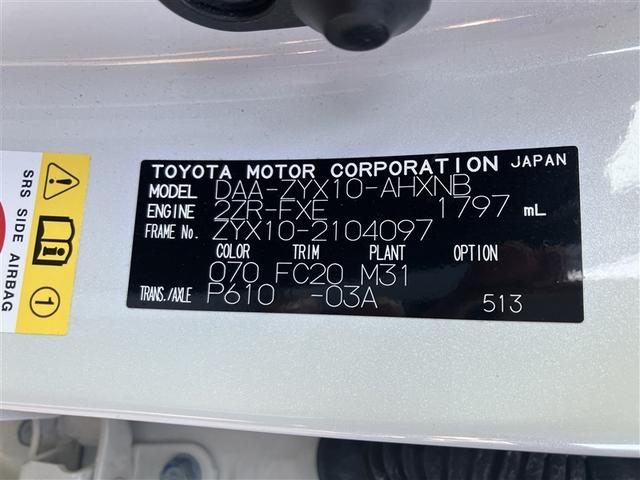 TOYOTA MOTOR CORPORATION JAPAN
MODEL DAA-ZYX10-AHXNB
ENGINE 2ZR-FXE 1797 mL
FRAME No. ZYX10-2104097
COLOR TRIM PLANT OPTION
070 FC20 M31
TRANS./AXLE P610 -03A 513
SRS SIDE AIRBAG
1